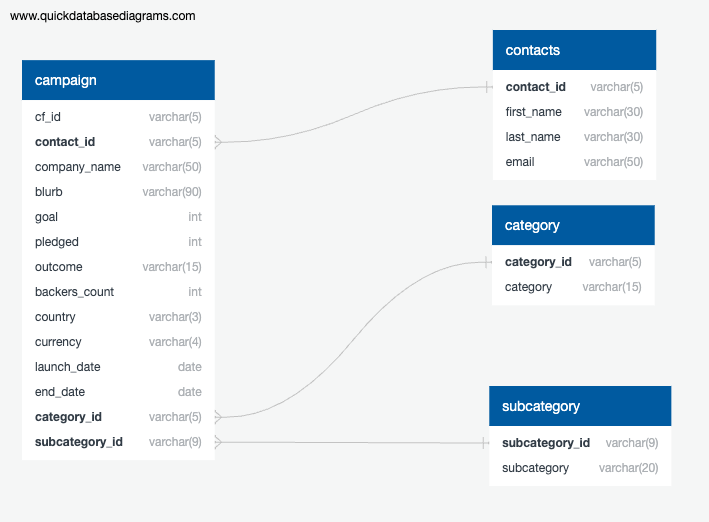 www.quickdatabasediagrams.com
campaign
cf_id varchar(5)
contact_id varchar(5)
company_name varchar(50)
blurb varchar(90)
goal int
pledged int
outcome varchar(15)
backers_count int
country varchar(3)
currency varchar(4)
launch_date date
end_date date
category_id varchar(5)
subcategory_id varchar(9)
contacts
contact_id varchar(5)
first_name varchar(30)
last_name varchar(30)
email varchar(50)
category
category_id varchar(5)
category varchar(15)
subcategory
subcategory_id varchar(9)
subcategory varchar(20)